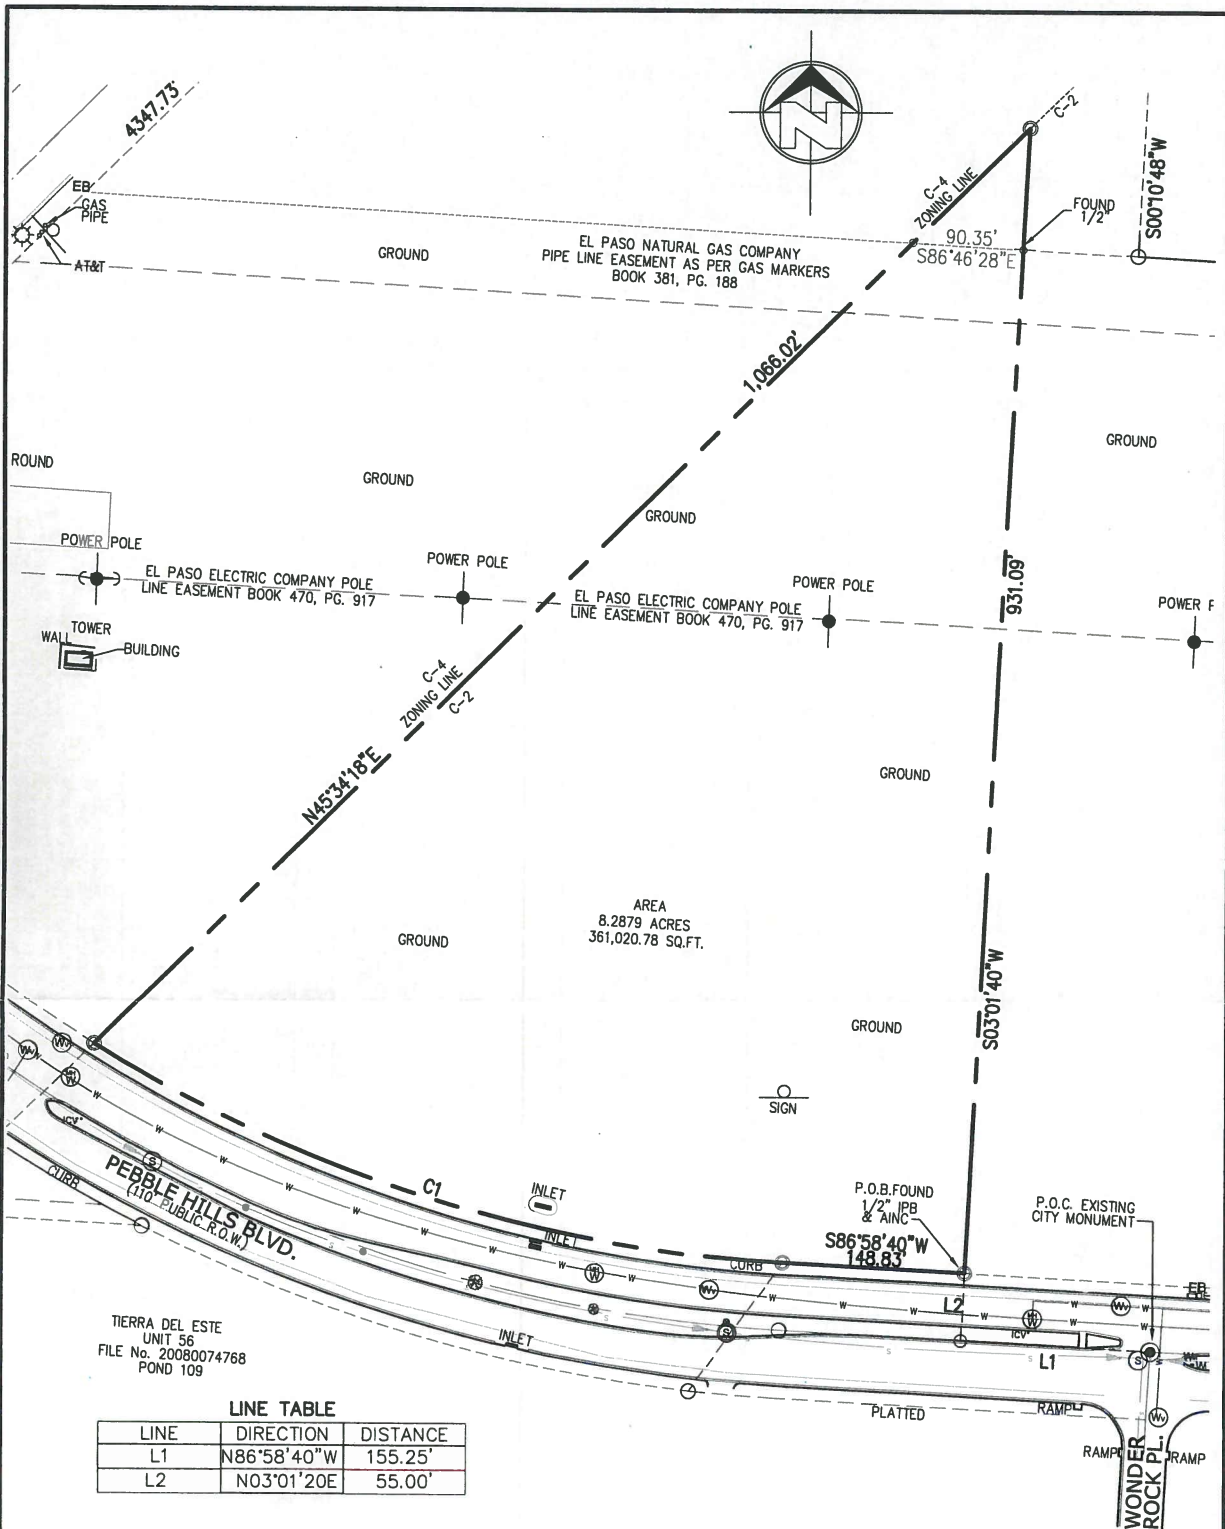 4347.73'
N
C-2
C-4
ZONING LINE
S00°10'48"W
FOUND
1/2"
EB
GAS
PIPE
AT&T
GROUND
EL PASO NATURAL GAS COMPANY
PIPE LINE EASEMENT AS PER GAS MARKERS
BOOK 381, PG. 188
90.35'
S86°46'28"E
1,066.02'
GROUND
ROUND
GROUND
GROUND
POWER POLE
POWER POLE
POWER POLE
POWER P
EL PASO ELECTRIC COMPANY POLE
LINE EASEMENT BOOK 470, PG. 917
EL PASO ELECTRIC COMPANY POLE
LINE EASEMENT BOOK 470, PG. 917
931.09'
TOWER
WALL
BUILDING
C-4
ZONING LINE
C-2
N45°34'18"E
GROUND
AREA
8.2879 ACRES
361,020.78 SQ.FT.
GROUND
S03°01'40"W
GROUND
SIGN
ICV
CURB
PEBBLE HILLS BLVD.
(110' PUBLIC R.O.W.)
C1
INLET
INLET
P.O.B.FOUND
1/2" IPB
& AINC
S86°58'40"W
148.83'
P.O.C. EXISTING
CITY MONUMENT
CURB
EB
L2
ICV
L1
INLET
TIERRA DEL ESTE
UNIT 56
FILE No. 20080074768
POND 109
PLATTED
RAMP
RAMP
RAMP
WONDER
ROCK PL.
LINE TABLE
LINE DIRECTION DISTANCE
L1 N86°58'40"W 155.25'
L2 N03°01'20E 55.00'